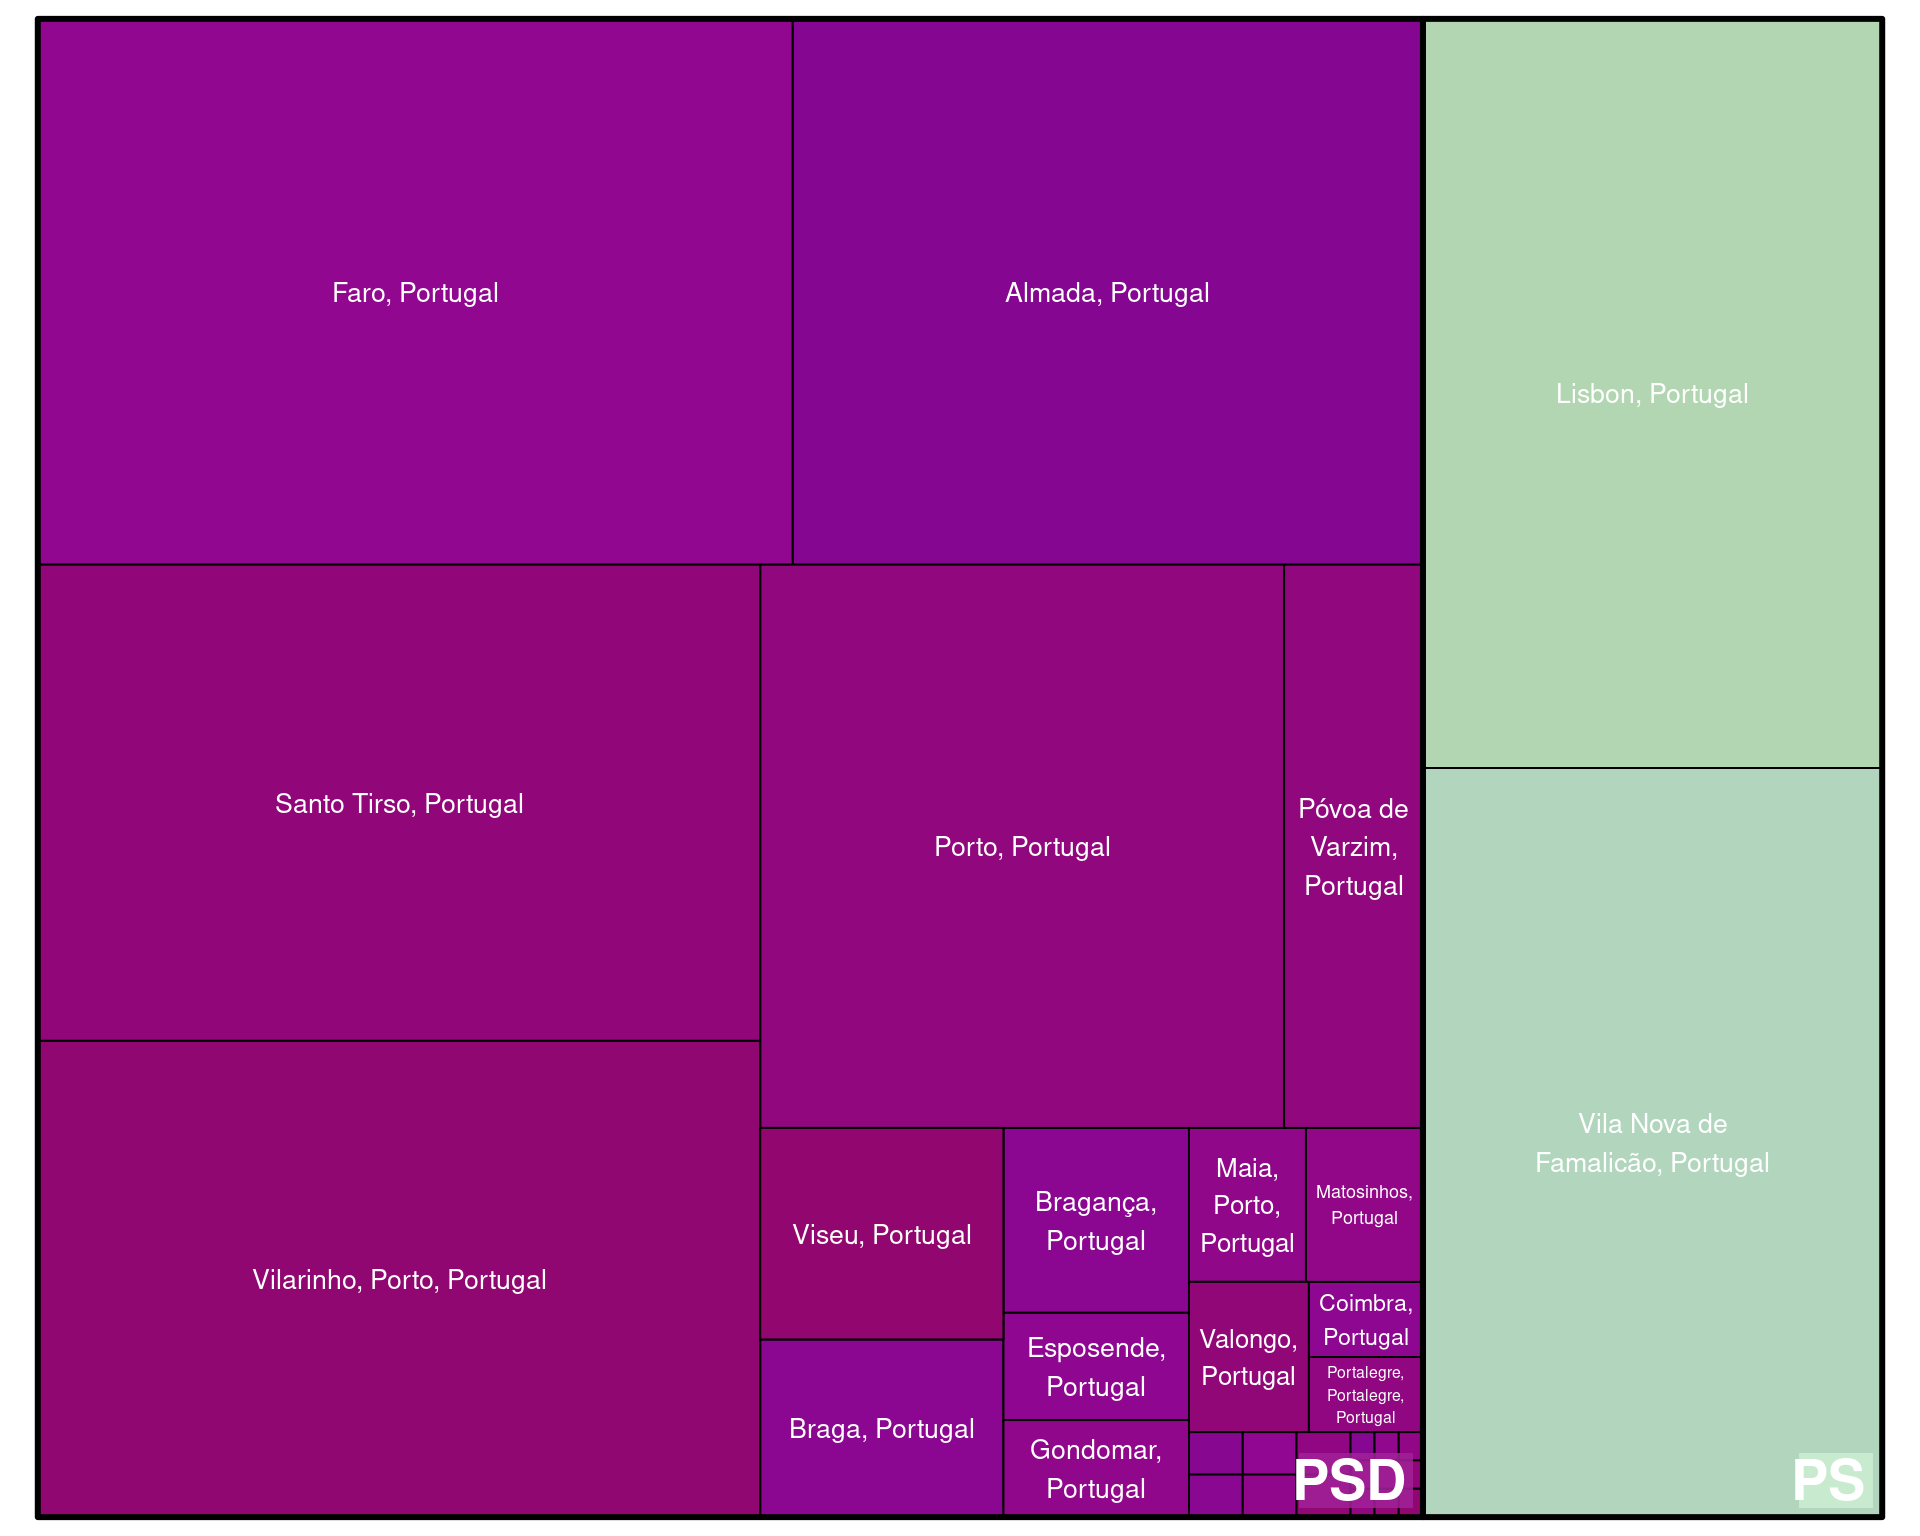 Faro, Portugal
Almada, Portugal
Lisbon, Portugal
Santo Tirso, Portugal
Porto, Portugal
Póvoa de
Varzim,
Portugal
Vila Nova de
Famalicão, Portugal
Vilarinho, Porto, Portugal
Viseu, Portugal
Bragança,
Portugal
Maia,
Porto,
Portugal
Matosinhos,
Portugal
Braga, Portugal
Esposende,
Portugal
Gondomar,
Portugal
Valongo,
Portugal
Coimbra,
Portugal
Portalegre,
Portalegre,
Portugal
PSD
PS